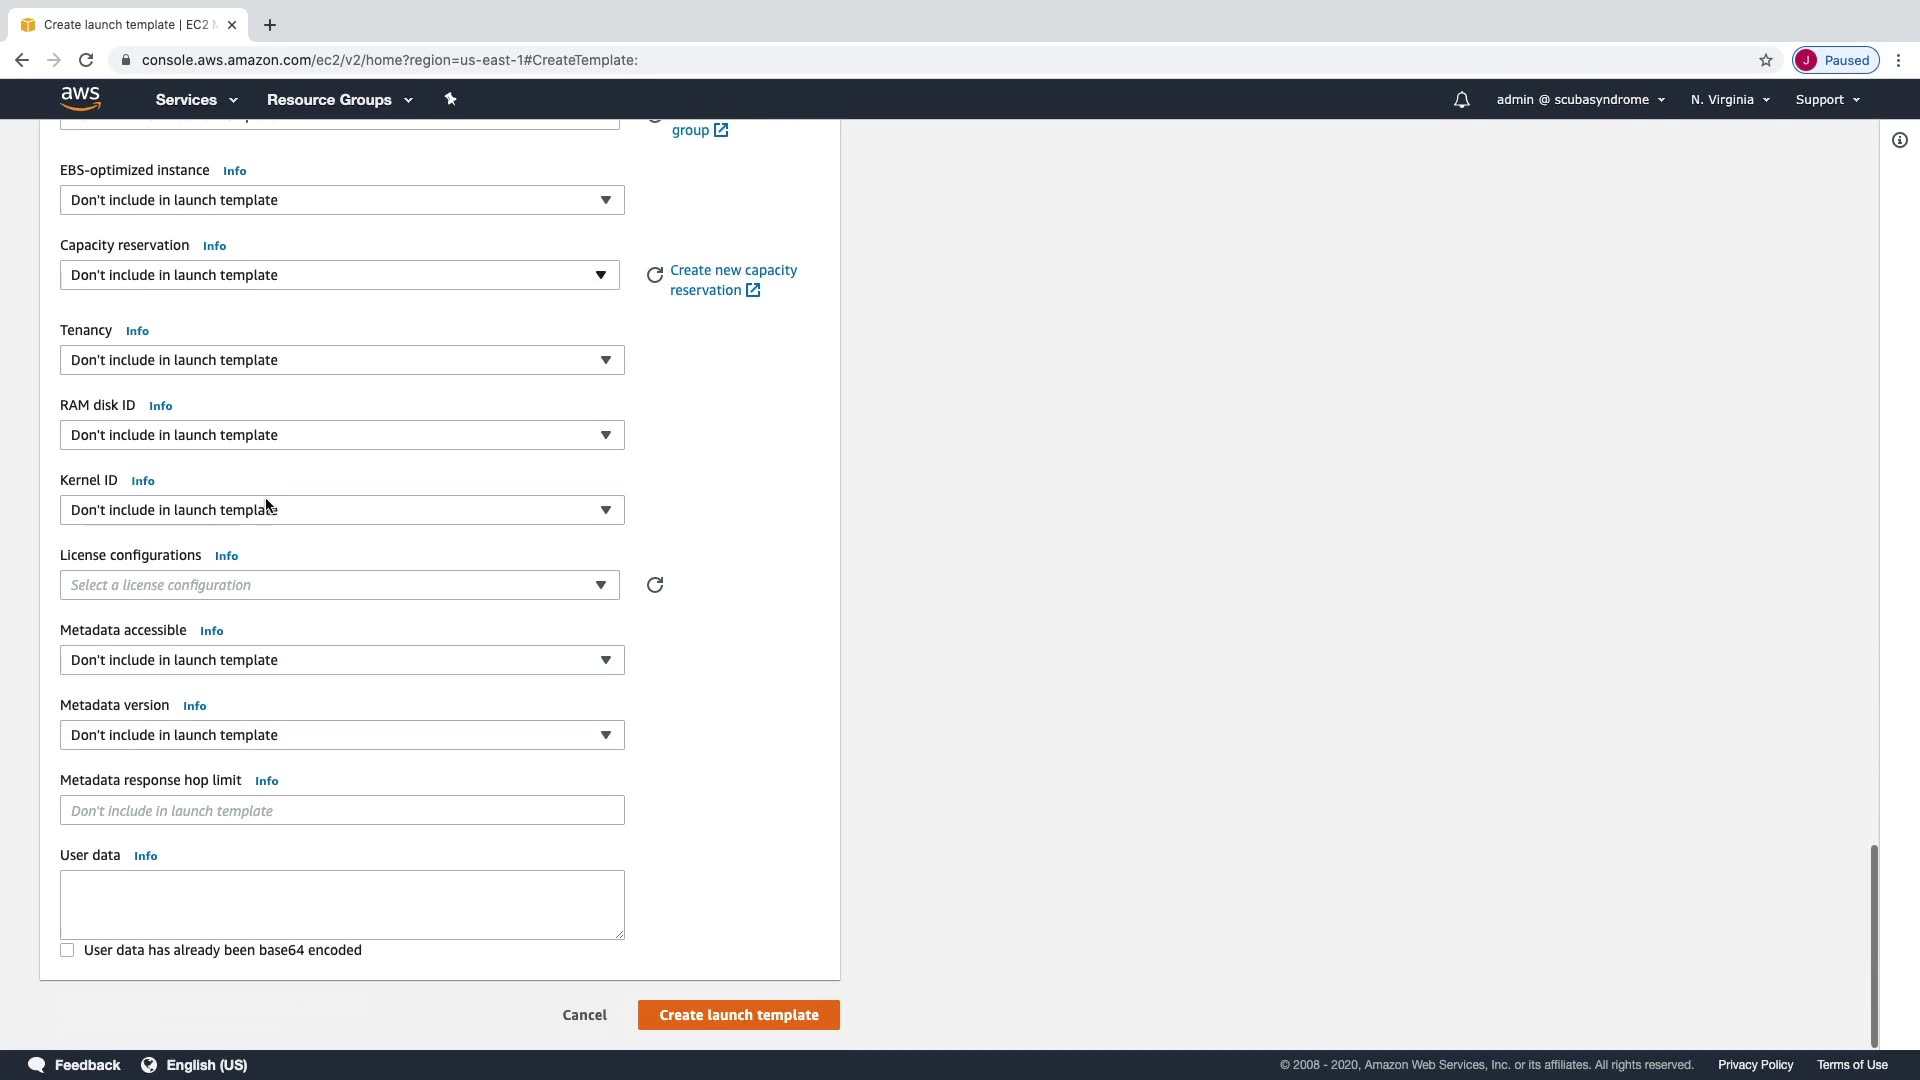 Create launch template | EC2 M
console.aws.amazon.com/ec2/v2/home?region=us-east-1#CreateTemplate:
J
Paused
aws
Services
Resource Groups
admin @ scubasyndrome
N. Virginia
Support
group
EBS-optimized instance Info
Don't include in launch template
Capacity reservation Info
Don't include in launch template
Create new capacity
reservation
Tenancy Info
Don't include in launch template
RAM disk ID Info
Don't include in launch template
Kernel ID Info
Don't include in launch template
License configurations Info
Select a license configuration
Metadata accessible Info
Don't include in launch template
Metadata version Info
Don't include in launch template
Metadata response hop limit Info
Don't include in launch template
User data Info
User data has already been base64 encoded
Cancel
Create launch template
Feedback
English (US)
© 2008 - 2020, Amazon Web Services, Inc. or its affiliates. All rights reserved.
Privacy Policy
Terms of Use